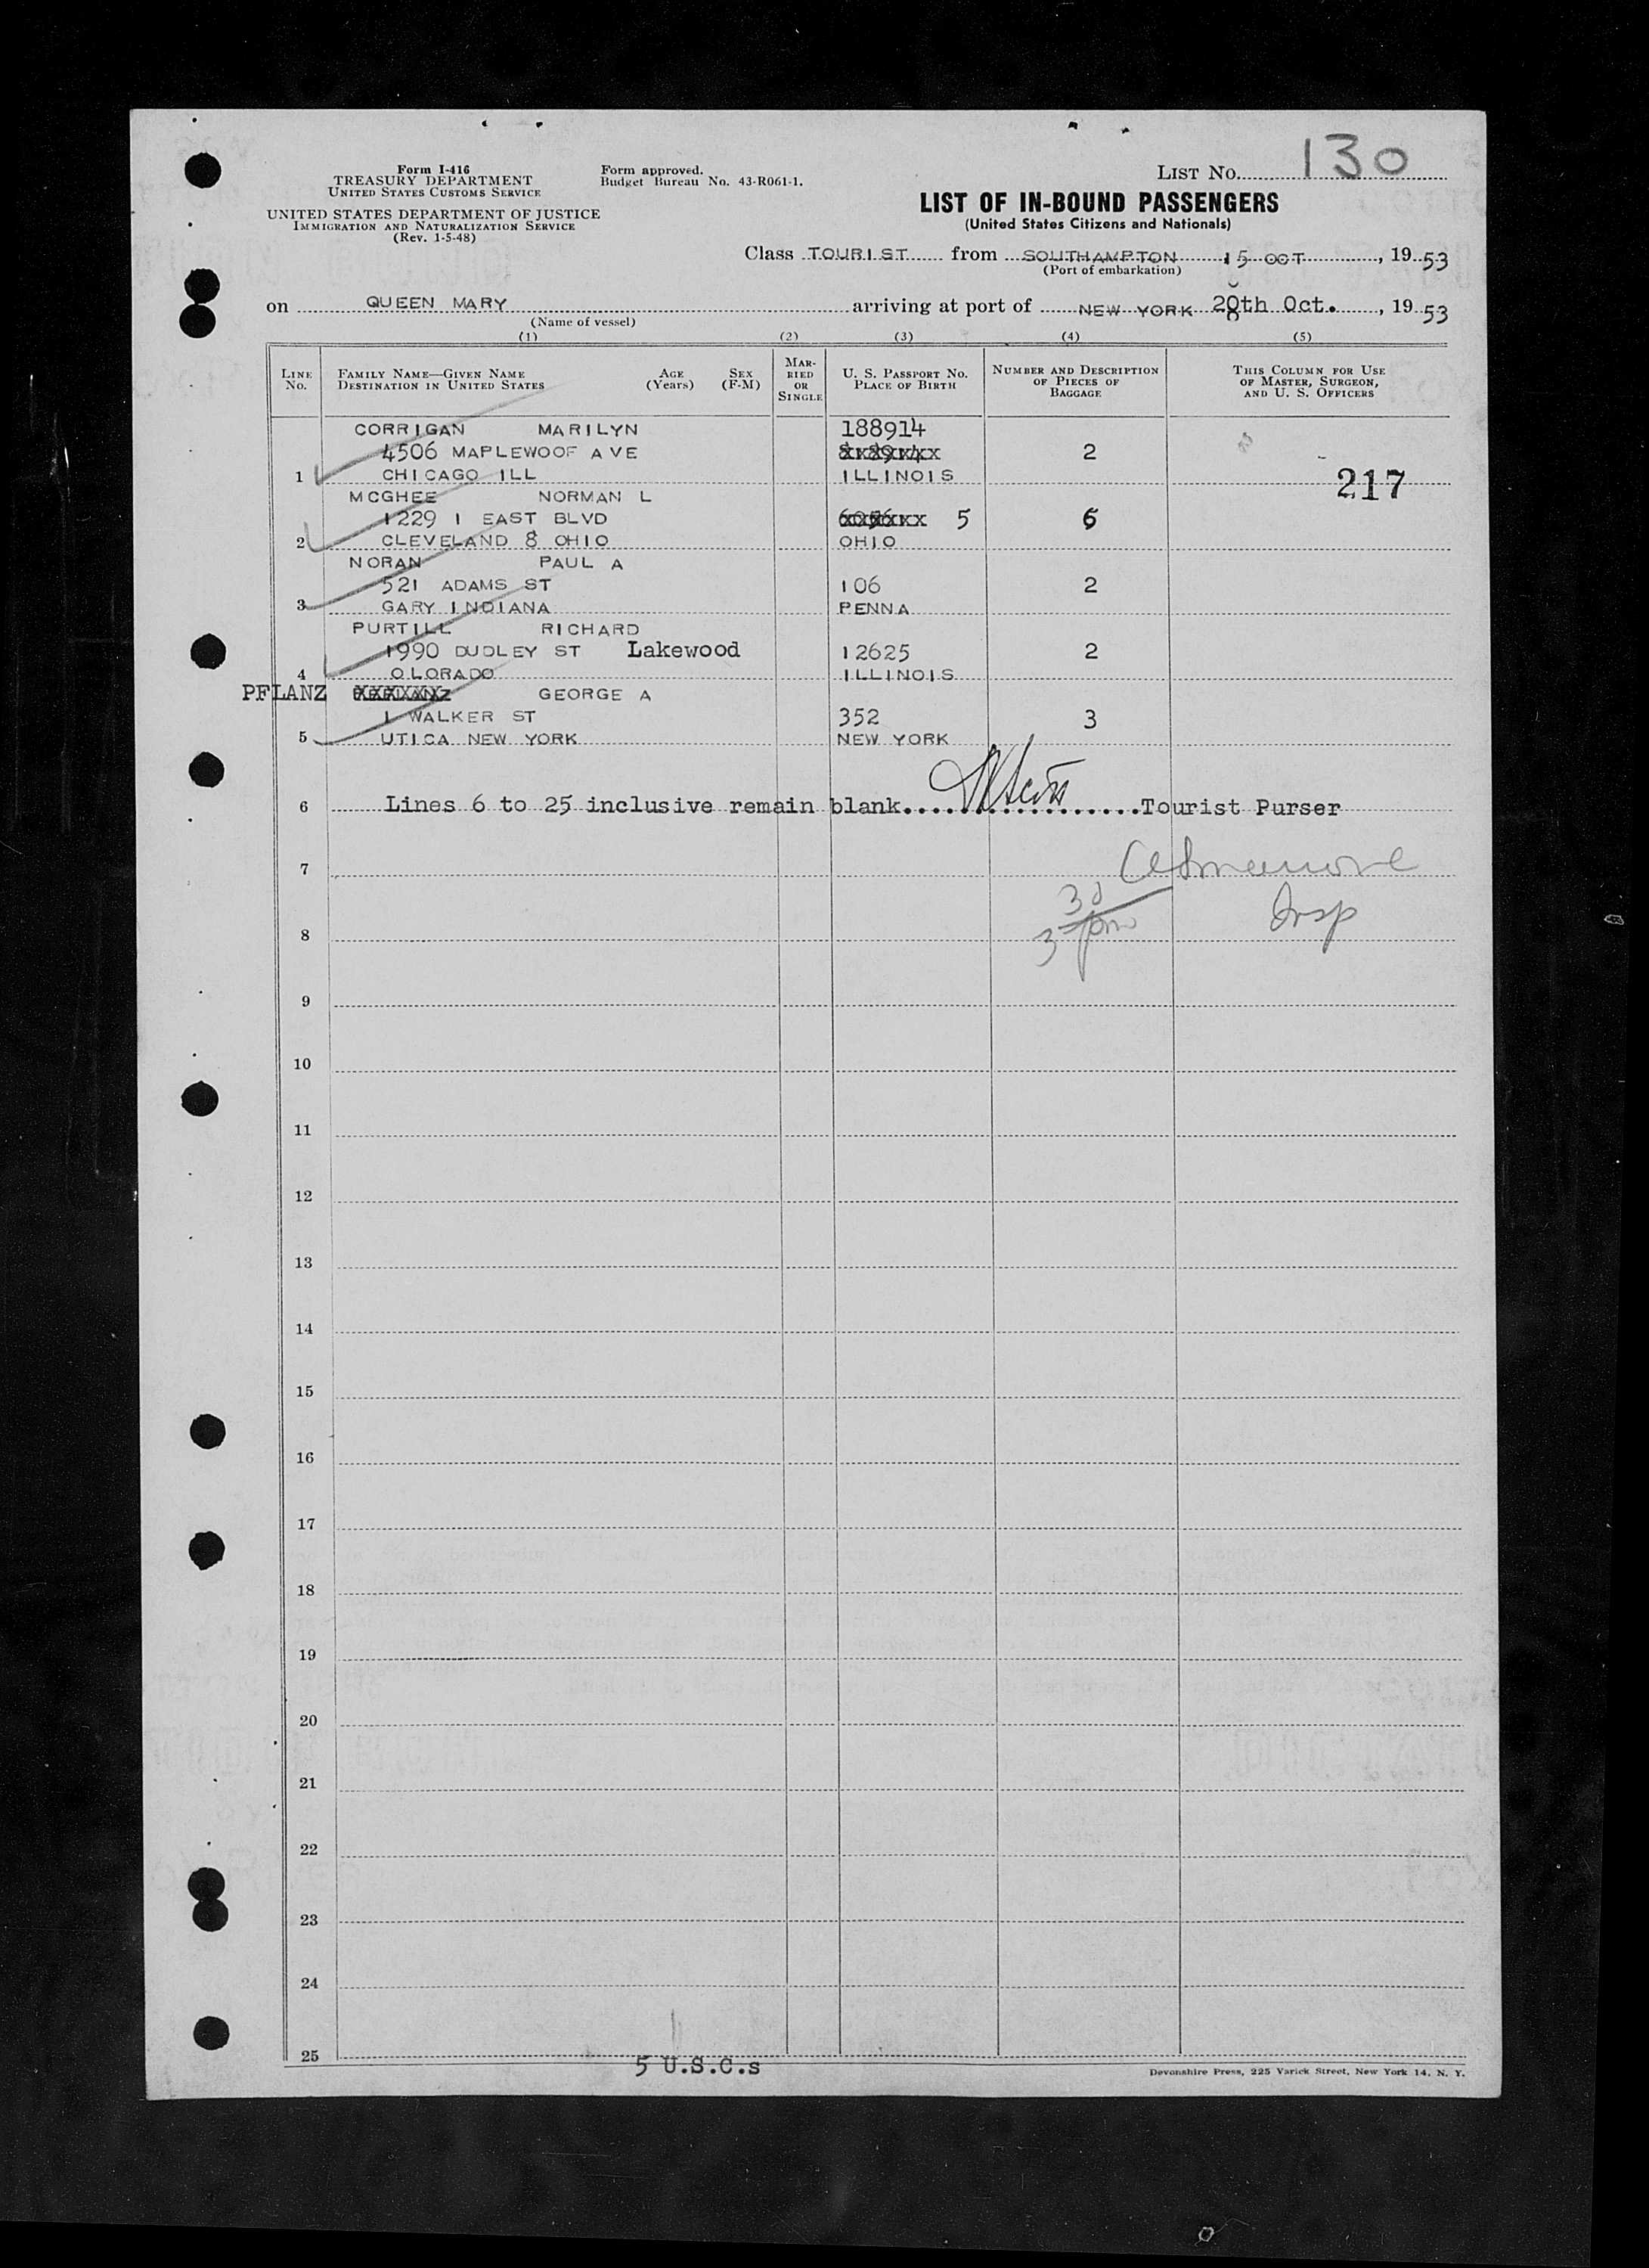 Form I-416
TREASURY DEPARTMENT
UNITED STATES CUSTOMS SERVICE
UNITED STATES DEPARTMENT OF JUSTICE
IMMIGRATION AND NATURALIZATION SERVICE
(Rev. 1-5-48)
Form approved.
Budget Bureau No. 43-R061-1.
LIST NO. 130
LIST OF IN-BOUND PASSENGERS
(United States Citizens and Nationals)
Class TOURIST from SOUTHAMPTON 15 OCT, 1953
(Port of embarkation)
on QUEEN MARY arriving at port of NEW YORK 20th Oct., 1953
(Name of vessel)
(1) (2) (3) (4) (5)
LINE NO.
FAMILY NAME—GIVEN NAME
DESTINATION IN UNITED STATES
AGE (Years)
SEX (F-M)
MARRIED OR SINGLE
U. S. PASSPORT NO.
PLACE OF BIRTH
NUMBER AND DESCRIPTION OF PIECES OF BAGGAGE
THIS COLUMN FOR USE OF MASTER, SURGEON, AND U. S. OFFICERS
CORRIGAN MARILYN 188914
4506 MAPLEWOOF AVE 2
1 CHICAGO ILL ILLINOIS 217
MCGHEE NORMAN L
1229 1 EAST BLVD 5 6
2 CLEVELAND 8 OHIO OHIO
NORAN PAUL A
521 ADAMS ST 106 2
3 GARY INDIANA PENNA
PURTILL RICHARD
1990 DUDLEY ST Lakewood 12625 2
4 OLORADO ILLINOIS
PFLANZ GEORGE A
1 WALKER ST 352 3
5 UTICA NEW YORK NEW YORK
6 Lines 6 to 25 inclusive remain blank Tourist Purser
7
30
3 pm Insp
8
9
10
11
12
13
14
15
16
17
18
19
20
21
22
23
24
25
5 U.S.C.s
Devonshire Press, 225 Varick Street, New York 14, N. Y.